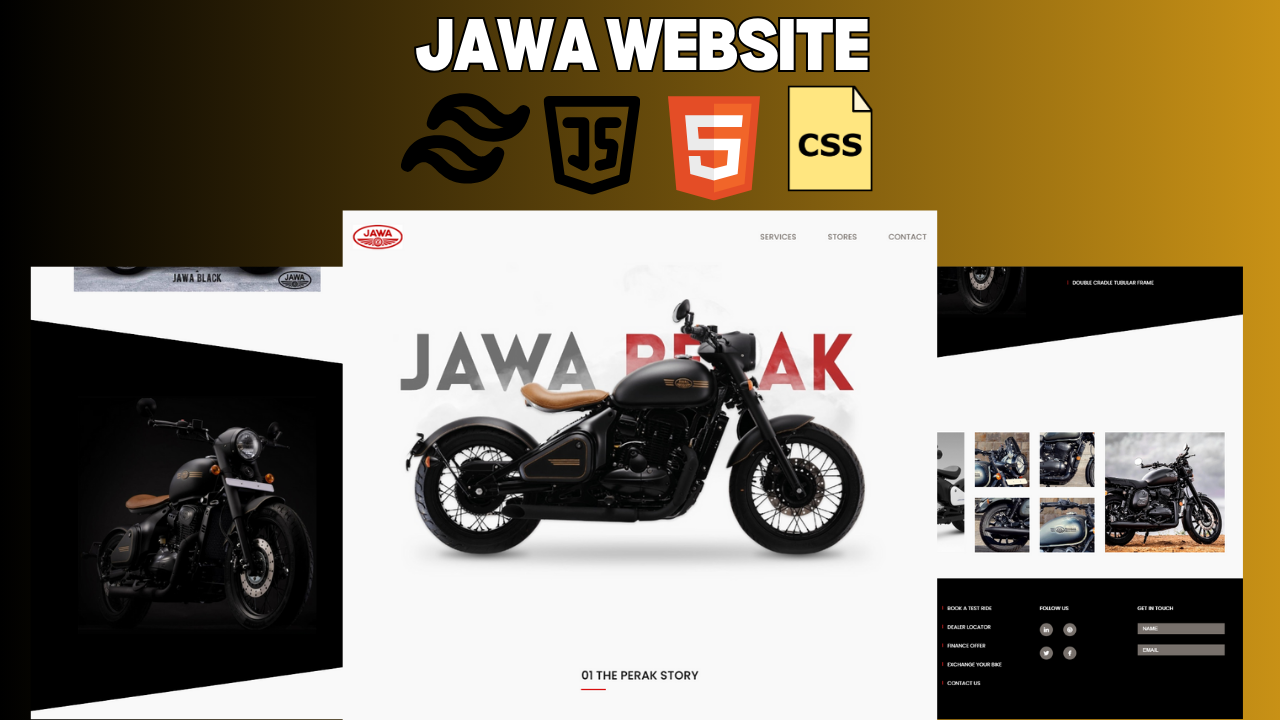 JAWA WEBSITE
JS
5
CSS
JAWA
SERVICES
STORES
CONTACT
JAWA PERAK
01 THE PERAK STORY
JAWA BLACK
JAWA
DOUBLE CRADLE TUBULAR FRAME
BOOK A TEST RIDE
DEALER LOCATOR
FINANCE OFFER
EXCHANGE YOUR BIKE
CONTACT US
FOLLOW US
GET IN TOUCH
NAME
EMAIL